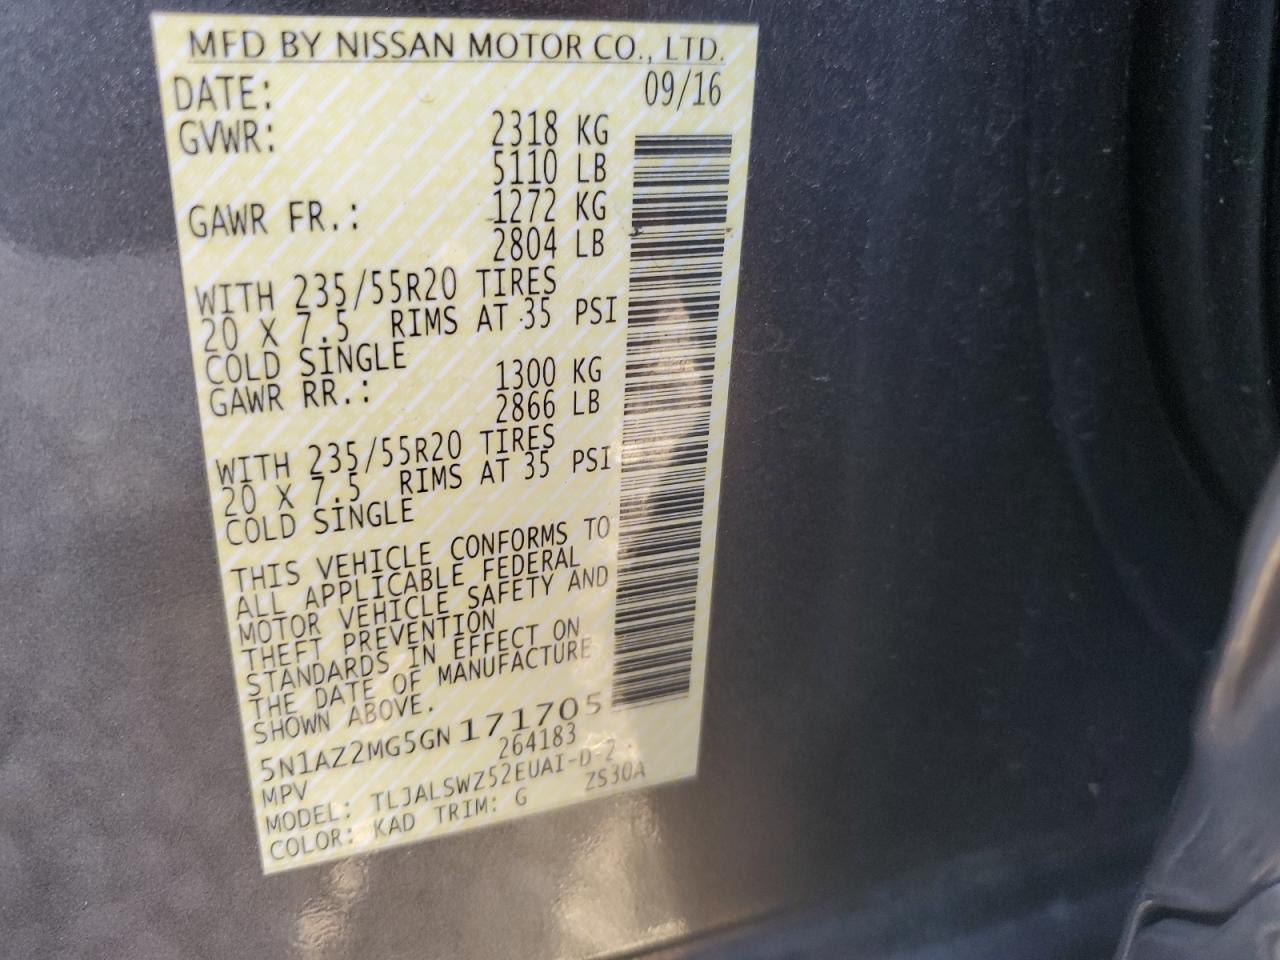 MFD BY NISSAN MOTOR CO., LTD.
DATE: 09/16
GVWR: 2318 KG
5110 LB
GAWR FR.: 1272 KG
2804 LB
WITH 235/55R20 TIRES
20 X 7.5 RIMS AT 35 PSI
COLD SINGLE
GAWR RR.: 1300 KG
2866 LB
WITH 235/55R20 TIRES
20 X 7.5 RIMS AT 35 PSI
COLD SINGLE
THIS VEHICLE CONFORMS TO
ALL APPLICABLE FEDERAL
MOTOR VEHICLE SAFETY AND
THEFT PREVENTION
STANDARDS IN EFFECT ON
THE DATE OF MANUFACTURE
SHOWN ABOVE.
5N1AZ2MG5GN171705
MPV 264183
MODEL: TLJALSWZ52EUAI-D-2
COLOR: KAD TRIM: G ZS30A